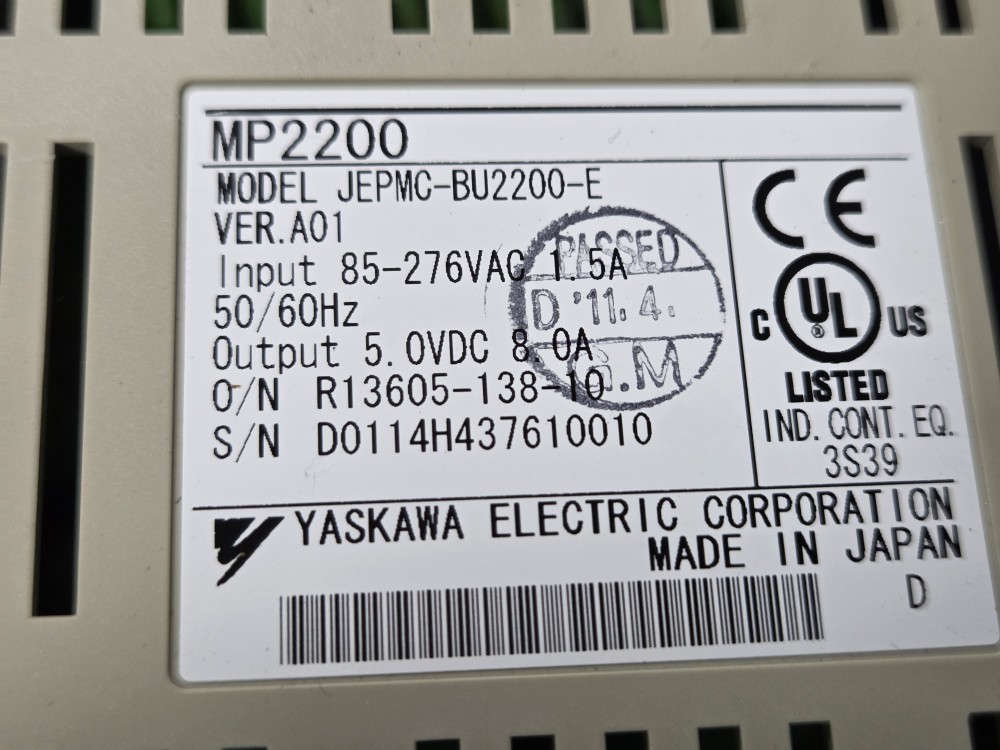 MP2200
MODEL JEPMC-BU2200-E
VER.A01
Input 85-276VAC 1.5A
50/60Hz
Output 5.0VDC 8.0A
O/N R13605-138-10
S/N D0114H437610010
PASSED
D '11.4.
.M
CE
C UL US
®
LISTED
IND. CONT. EQ.
3S39
YASKAWA ELECTRIC CORPORATION
MADE IN JAPAN
D